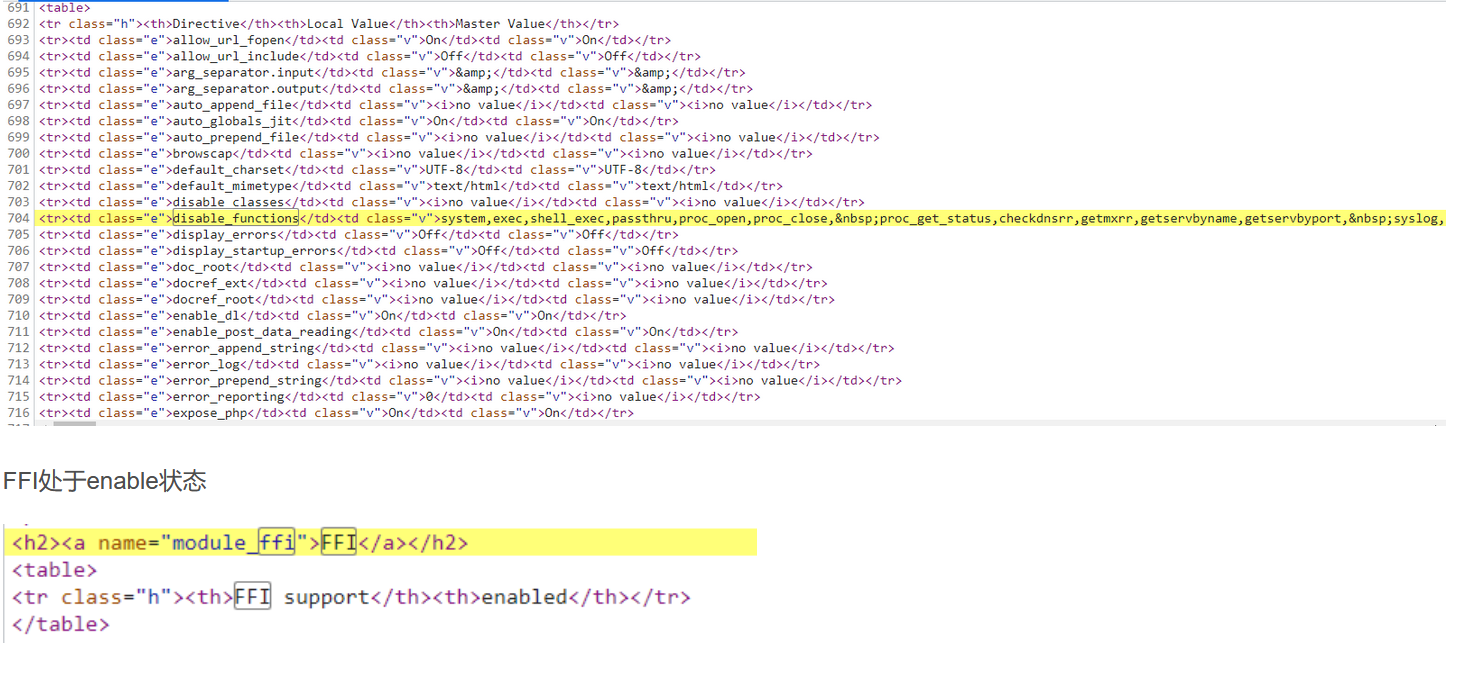 691 <table>
692 <tr class="h"><th>Directive</th><th>Local Value</th><th>Master Value</th></tr>
693 <tr><td class="e">allow_url_fopen</td><td class="v">On</td><td class="v">On</td></tr>
694 <tr><td class="e">allow_url_include</td><td class="v">Off</td><td class="v">Off</td></tr>
695 <tr><td class="e">arg_separator.input</td><td class="v">&amp;</td><td class="v">&amp;</td></tr>
696 <tr><td class="e">arg_separator.output</td><td class="v">&amp;</td><td class="v">&amp;</td></tr>
697 <tr><td class="e">auto_append_file</td><td class="v"><i>no value</i></td><td class="v"><i>no value</i></td></tr>
698 <tr><td class="e">auto_globals_jit</td><td class="v">On</td><td class="v">On</td></tr>
699 <tr><td class="e">auto_prepend_file</td><td class="v"><i>no value</i></td><td class="v"><i>no value</i></td></tr>
700 <tr><td class="e">browscap</td><td class="v"><i>no value</i></td><td class="v"><i>no value</i></td></tr>
701 <tr><td class="e">default_charset</td><td class="v">UTF-8</td><td class="v">UTF-8</td></tr>
702 <tr><td class="e">default_mimetype</td><td class="v">text/html</td><td class="v">text/html</td></tr>
703 <tr><td class="e">disable_classes</td><td class="v"><i>no value</i></td><td class="v"><i>no value</i></td></tr>
704 <tr><td class="e">disable_functions</td><td class="v">system,exec,shell_exec,passthru,proc_open,proc_close,&nbsp;proc_get_status,checkdnsrr,getmxrr,getservbyname,getservbyport,&nbsp;syslog,
705 <tr><td class="e">display_errors</td><td class="v">Off</td><td class="v">Off</td></tr>
706 <tr><td class="e">display_startup_errors</td><td class="v">Off</td><td class="v">Off</td></tr>
707 <tr><td class="e">doc_root</td><td class="v"><i>no value</i></td><td class="v"><i>no value</i></td></tr>
708 <tr><td class="e">docref_ext</td><td class="v"><i>no value</i></td><td class="v"><i>no value</i></td></tr>
709 <tr><td class="e">docref_root</td><td class="v"><i>no value</i></td><td class="v"><i>no value</i></td></tr>
710 <tr><td class="e">enable_dl</td><td class="v">On</td><td class="v">On</td></tr>
711 <tr><td class="e">enable_post_data_reading</td><td class="v">On</td><td class="v">On</td></tr>
712 <tr><td class="e">error_append_string</td><td class="v"><i>no value</i></td><td class="v"><i>no value</i></td></tr>
713 <tr><td class="e">error_log</td><td class="v"><i>no value</i></td><td class="v"><i>no value</i></td></tr>
714 <tr><td class="e">error_prepend_string</td><td class="v"><i>no value</i></td><td class="v"><i>no value</i></td></tr>
715 <tr><td class="e">error_reporting</td><td class="v">0</td><td class="v"><i>no value</i></td></tr>
716 <tr><td class="e">expose_php</td><td class="v">On</td><td class="v">On</td></tr>
FFI处于enable状态
<h2><a name="module_ffi">FFI</a></h2>
<table>
<tr class="h"><th>FFI support</th><th>enabled</th></tr>
</table>